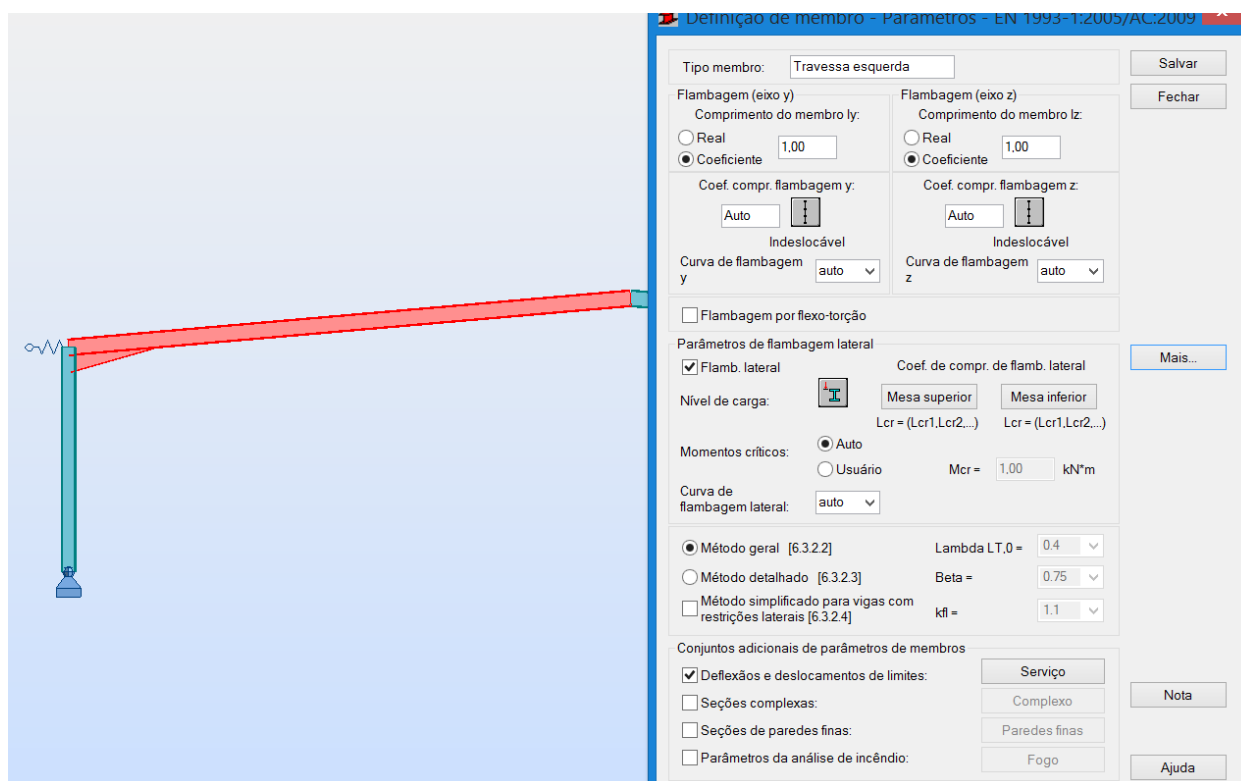 Definição de membro - Parâmetros - EN 1993-1:2005/AC:2009
Tipo membro: Travessa esquerda
Salvar
Fechar
Flambagem (eixo y)
Flambagem (eixo z)
Comprimento do membro ly:
Comprimento do membro lz:
Real
1,00
Coeficiente
Real
1,00
Coeficiente
Coef. compr. flambagem y:
Coef. compr. flambagem z:
Auto
Auto
Indeslocável
Indeslocável
Curva de flambagem y
auto
Curva de flambagem z
auto
Flambagem por flexo-torção
Parâmetros de flambagem lateral
Mais...
Flamb. lateral
Coef. de compr. de flamb. lateral
Nível de carga:
Mesa superior
Mesa inferior
Lcr = (Lcr1,Lcr2,...)
Lcr = (Lcr1,Lcr2,...)
Momentos críticos:
Auto
Usuário
Mcr = 1,00 kN*m
Curva de
flambagem lateral:
auto
Método geral [6.3.2.2]
Lambda LT,0 = 0.4
Método detalhado [6.3.2.3]
Beta = 0.75
Método simplificado para vigas com
restrições laterais [6.3.2.4]
kfl = 1.1
Conjuntos adicionais de parâmetros de membros
Deflexãos e deslocamentos de limites:
Serviço
Seções complexas:
Complexo
Nota
Seções de paredes finas:
Paredes finas
Parâmetros da análise de incêndio:
Fogo
Ajuda